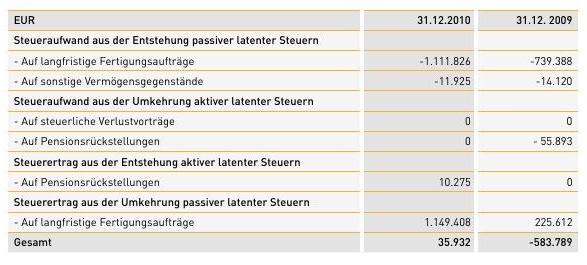 EUR 31.12.2010 31.12. 2009
Steueraufwand aus der Entstehung passiver latenter Steuern
- Auf langfristige Fertigungsaufträge -1.111.826 -739.388
- Auf sonstige Vermögensgegenstände -11.925 -14.120
Steueraufwand aus der Umkehrung aktiver latenter Steuern
- Auf steuerliche Verlustvorträge 0 0
- Auf Pensionsrückstellungen 0 - 55.893
Steuerertrag aus der Entstehung aktiver latenter Steuern
- Auf Pensionsrückstellungen 10.275 0
Steuerertrag aus der Umkehrung passiver latenter Steuern
- Auf langfristige Fertigungsaufträge 1.149.408 225.612
Gesamt 35.932 -583.789